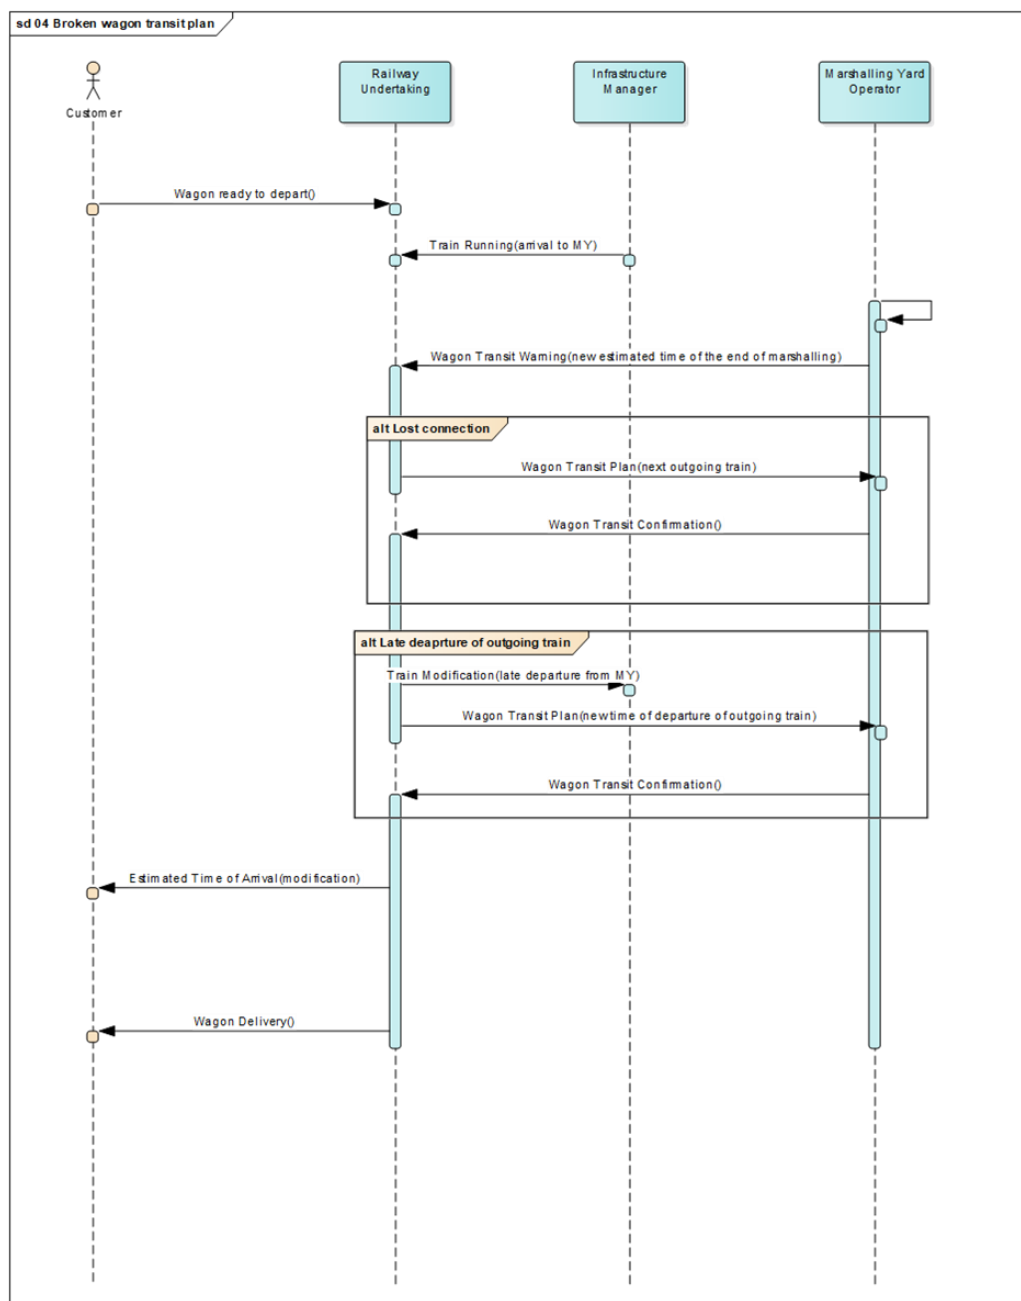 sd 04 Broken wagon transit plan
Customer
Railway
Undertaking
Infrastructure
Manager
Marshalling Yard
Operator
Wagon ready to depart()
Train Running(arrival to MY)
Wagon Transit Warning(new estimated time of the end of marshalling)
alt Lost connection
Wagon Transit Plan(next outgoing train)
Wagon Transit Confirmation()
alt Late deaprture of outgoing train
Train Modification(late departure from MY)
Wagon Transit Plan(new time of departure of outgoing train)
Wagon Transit Confirmation()
Estimated Time of Arrival(modification)
Wagon Delivery()